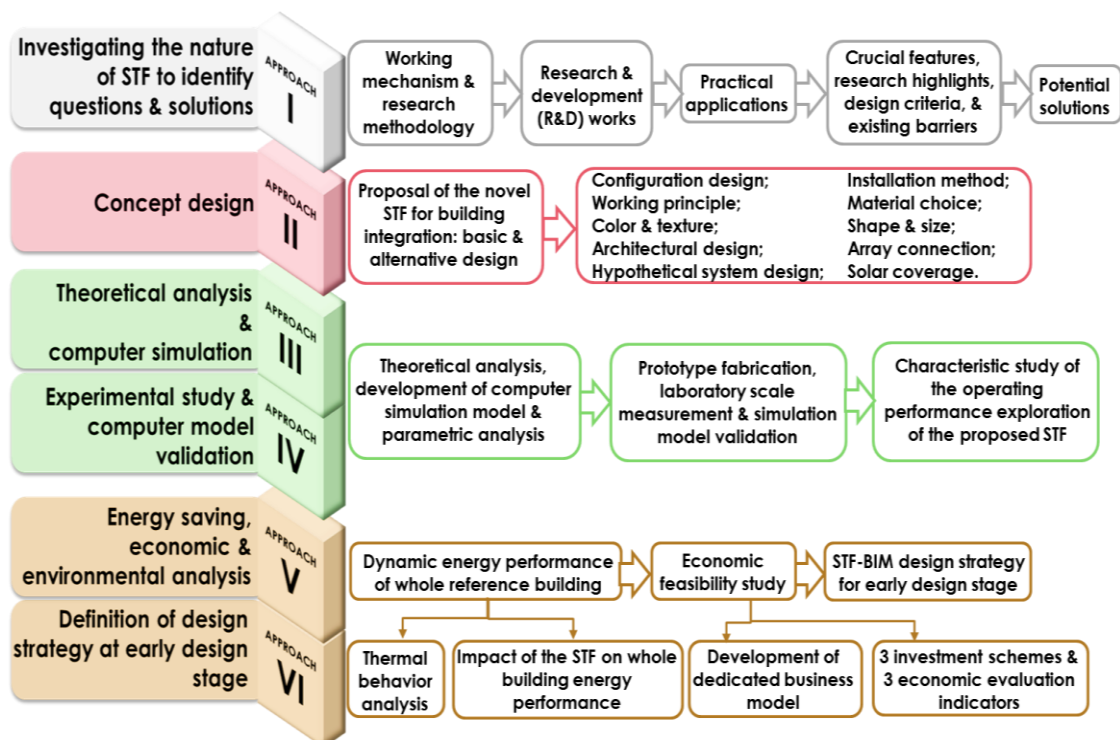 Investigating the nature
of STF to identify
questions & solutions
APPROACH
I
Working
mechanism &
research
methodology
Research &
development
(R&D) works
Practical
applications
Crucial features,
research highlights,
design criteria, &
existing barriers
Potential
solutions
Concept design
APPROACH
II
Proposal of the novel
STF for building
integration: basic &
alternative design
Configuration design;
Working principle;
Color & texture;
Architectural design;
Hypothetical system design;
Installation method;
Material choice;
Shape & size;
Array connection;
Solar coverage.
Theoretical analysis
&
computer simulation
APPROACH
III
Experimental study &
computer model
validation
APPROACH
IV
Theoretical analysis,
development of computer
simulation model &
parametric analysis
Prototype fabrication,
laboratory scale
measurement & simulation
model validation
Characteristic study of
the operating
performance exploration
of the proposed STF
Energy saving,
economic &
environmental analysis
APPROACH
V
Definition of design
strategy at early design
stage
APPROACH
VI
Dynamic energy performance
of whole reference building
Economic
feasibility study
STF-BIM design strategy
for early design stage
Thermal
behavior
analysis
Impact of the STF on whole
building energy
performance
Development of
dedicated business
model
3 investment schemes &
3 economic evaluation
indicators